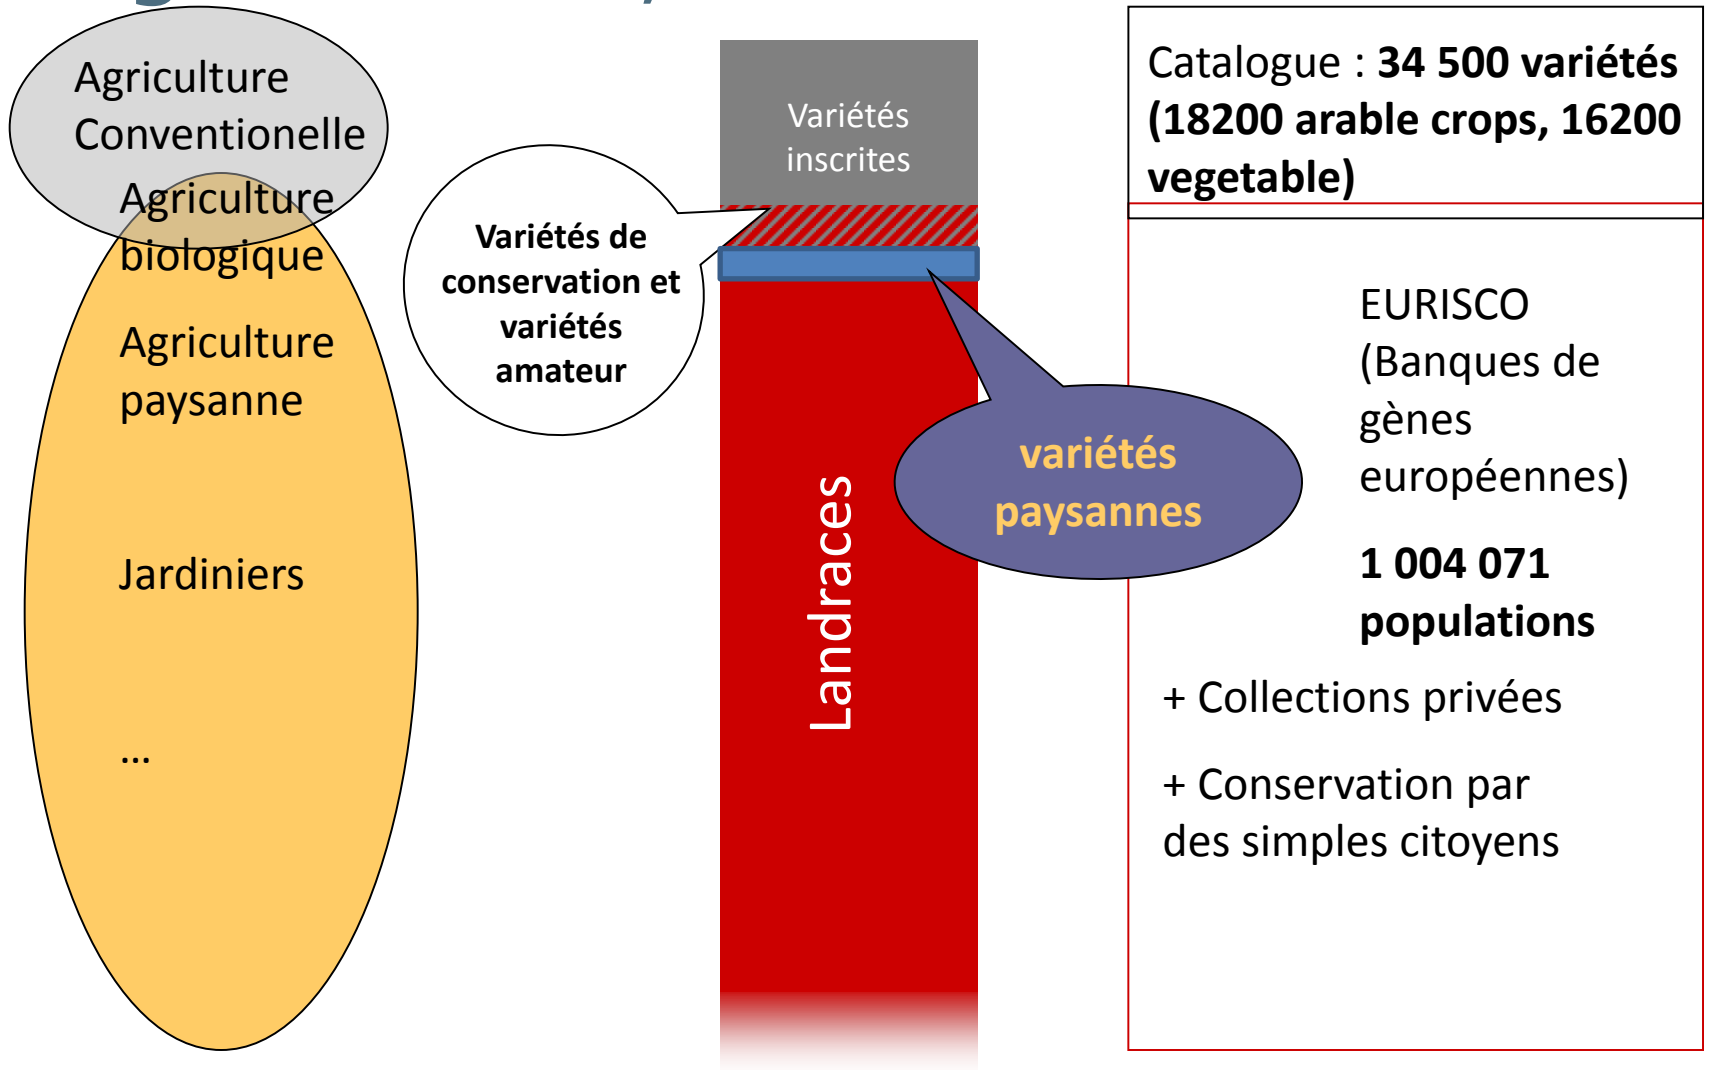 Agriculture
Conventionelle
Agriculture
biologique
Agriculture
paysanne
Jardiniers
...
Variétés de
conservation et
variétés
amateur
Variétés
inscrites
Landraces
variétés
paysannes
Catalogue : 34 500 variétés
(18200 arable crops, 16200
vegetable)
EURISCO
(Banques de
gènes
européennes)
1 004 071
populations
+ Collections privées
+ Conservation par
des simples citoyens